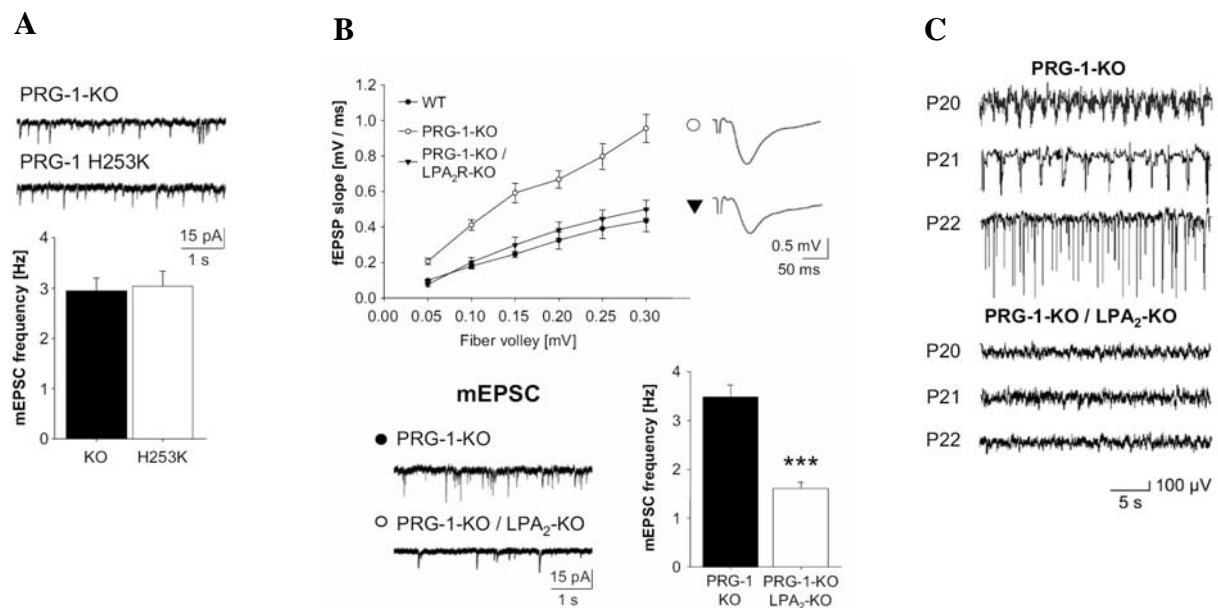 A
PRG-1-KO
PRG-1 H253K
15 pA
1 s
mEPSC frequency [Hz]
4
3
2
1
0
KO H253K
B
fEPSP slope [mV / ms]
1.2
1.0
0.8
0.6
0.4
0.2
0.0
WT
PRG-1-KO
PRG-1-KO /
LPA₂R-KO
0.5 mV
50 ms
0.00 0.05 0.10 0.15 0.20 0.25 0.30
Fiber volley [mV]
mEPSC
PRG-1-KO
PRG-1-KO / LPA₂-KO
15 pA
1 s
mEPSC frequency [Hz]
4
3
2
1
0
***
PRG-1 PRG-1-KO
KO LPA₂-KO
C
PRG-1-KO
P20
P21
P22
PRG-1-KO / LPA₂-KO
P20
P21
P22
100 µV
5 s